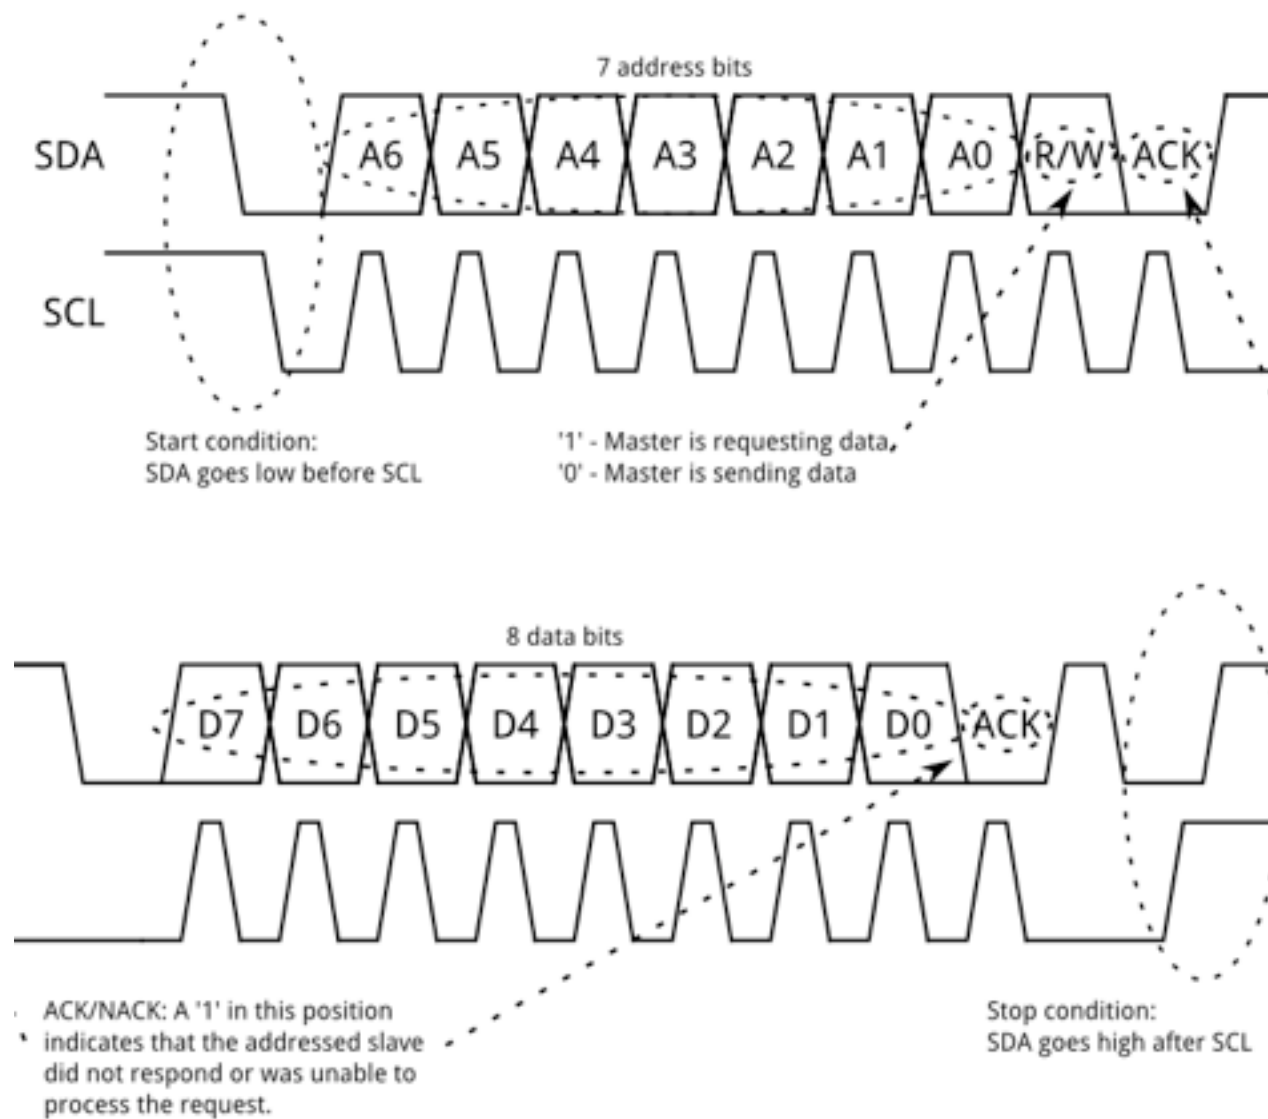 7 address bits
SDA A6 A5 A4 A3 A2 A1 A0 R/W ACK
SCL
Start condition:
SDA goes low before SCL
'1' - Master is requesting data
'0' - Master is sending data
8 data bits
D7 D6 D5 D4 D3 D2 D1 D0 ACK
ACK/NACK: A '1' in this position
indicates that the addressed slave
did not respond or was unable to
process the request.
Stop condition:
SDA goes high after SCL